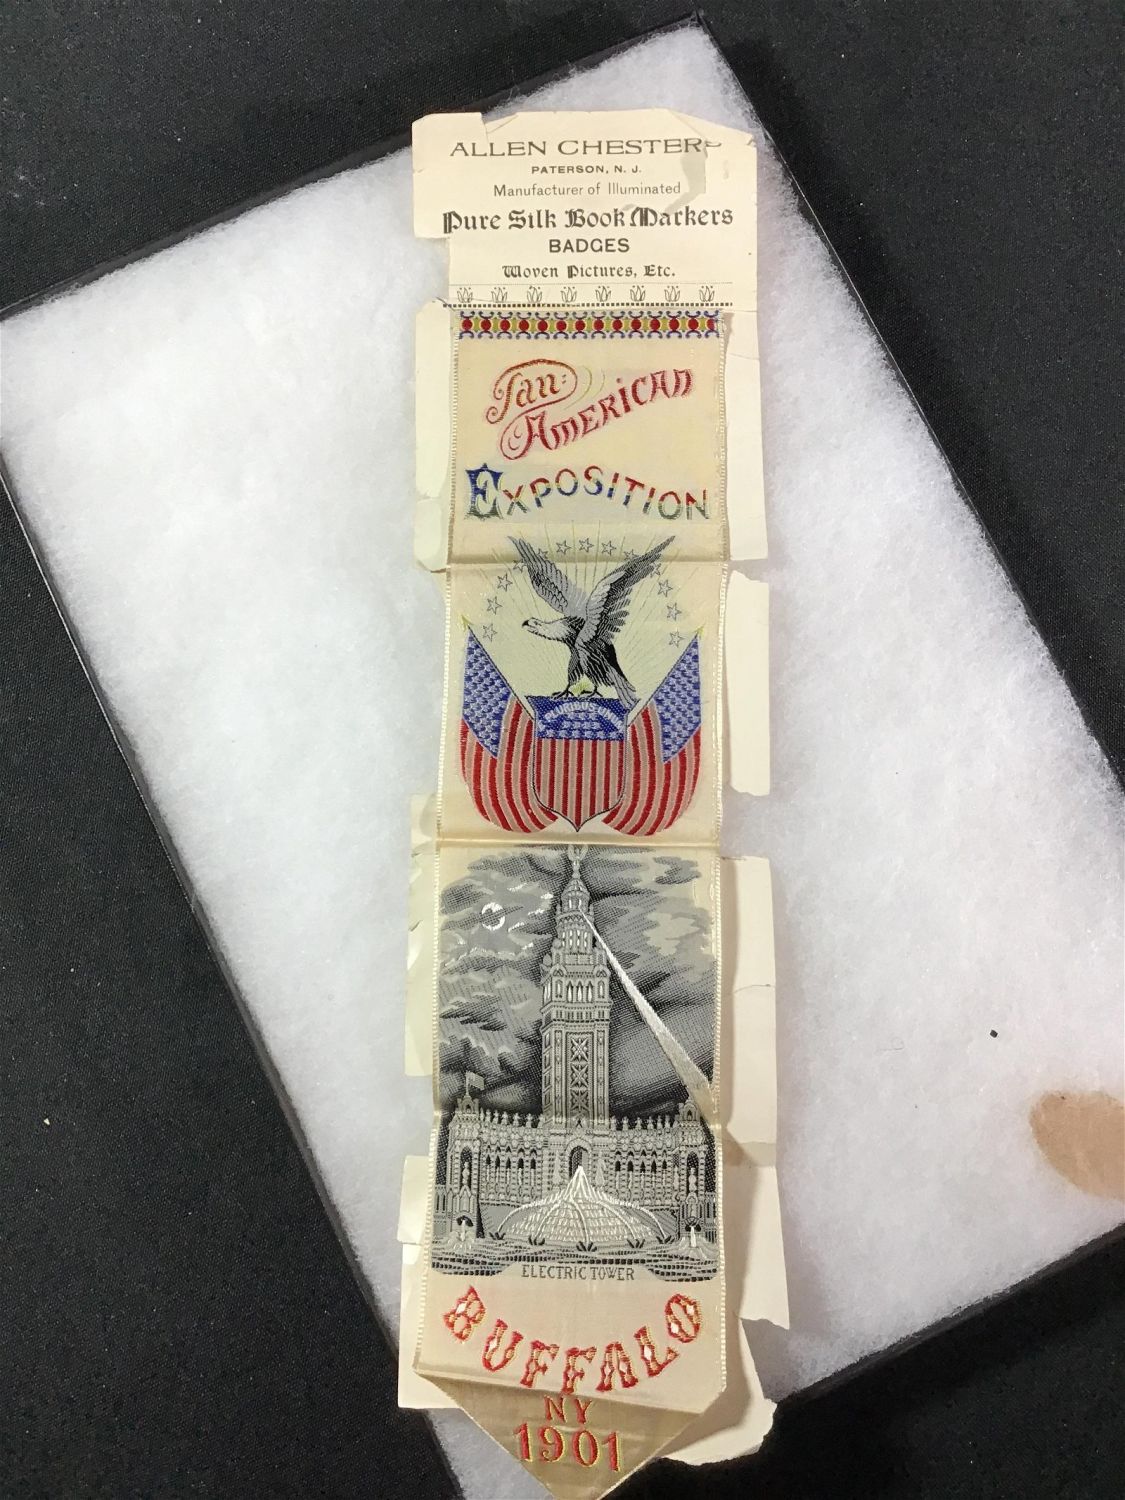 ALLEN CHESTERS
PATERSON, N. J.
Manufacturer of Illuminated
Pure Silk Book Markers
BADGES
Woven Pictures, Etc.
Pan-
American
Exposition
ELECTRIC TOWER
BUFFALO
NY
1901